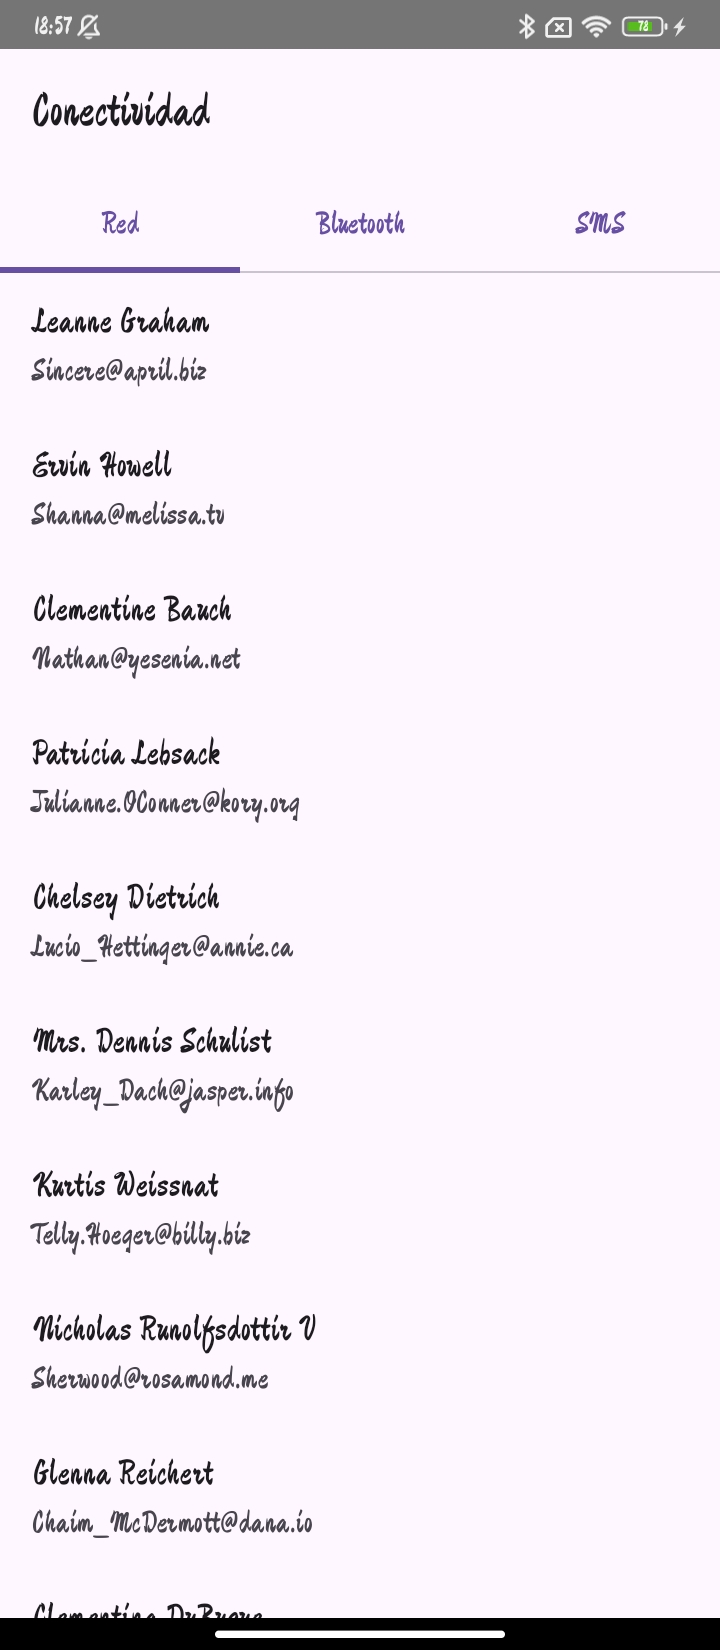 18:57
78
Conectividad
Red Bluetooth SMS
Leanne Graham
Sincere@april.biz
Ervin Howell
Shanna@melissa.tv
Clementine Bauch
Nathan@yesenia.net
Patricia Lebsack
Julianne.OConner@kory.org
Chelsey Dietrich
Lucio_Hettinger@annie.ca
Mrs. Dennis Schulist
Karley_Dach@jasper.info
Kurtis Weissnat
Telly.Hoeger@billy.biz
Nicholas Runolfsdottir V
Sherwood@rosamond.me
Glenna Reichert
Chaim_McDermott@dana.io
Clementina DuBuque